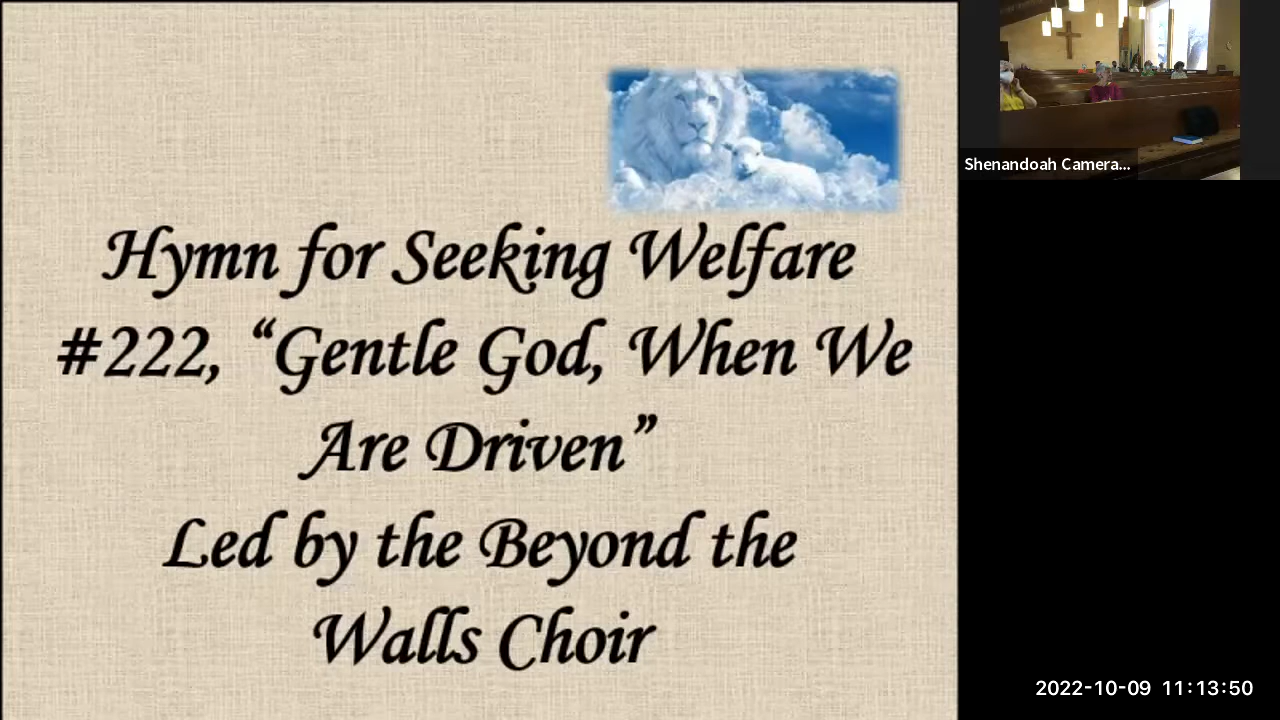 Hymn for Seeking Welfare
#222, “Gentle God, When We
Are Driven”
Led by the Beyond the
Walls Choir
Shenandoah Camera...
2022-10-09 11:13:50